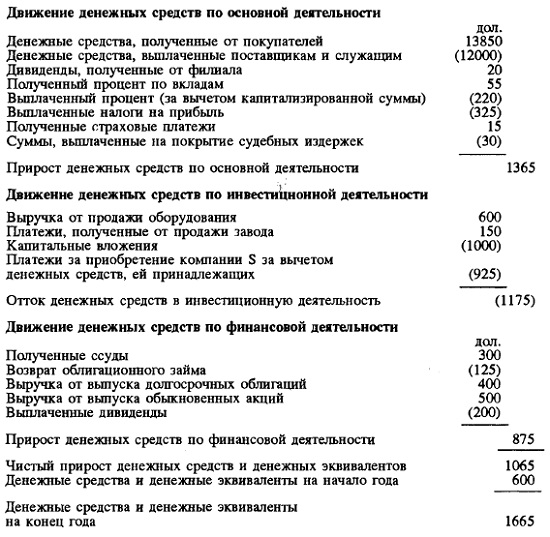 Движение денежных средств по основной деятельности
дол.
Денежные средства, полученные от покупателей 13850
Денежные средства, выплаченные поставщикам и служащим (12000)
Дивиденды, полученные от филиала 20
Полученный процент по вкладам 55
Выплаченный процент (за вычетом капитализированной суммы) (220)
Выплаченные налоги на прибыль (325)
Полученные страховые платежи 15
Суммы, выплаченные на покрытие судебных издержек (30)
Прирост денежных средств по основной деятельности 1365
Движение денежных средств по инвестиционной деятельности
Выручка от продажи оборудования 600
Платежи, полученные от продажи завода 150
Капитальные вложения (1000)
Платежи за приобретение компании S за вычетом
денежных средств, ей принадлежащих (925)
Отток денежных средств в инвестиционную деятельность (1175)
Движение денежных средств по финансовой деятельности
дол.
Полученные ссуды 300
Возврат облигационного займа (125)
Выручка от выпуска долгосрочных облигаций 400
Выручка от выпуска обыкновенных акций 500
Выплаченные дивиденды (200)
Прирост денежных средств по финансовой деятельности 875
Чистый прирост денежных средств и денежных эквивалентов 1065
Денежные средства и денежные эквиваленты на начало года 600
Денежные средства и денежные эквиваленты
на конец года 1665